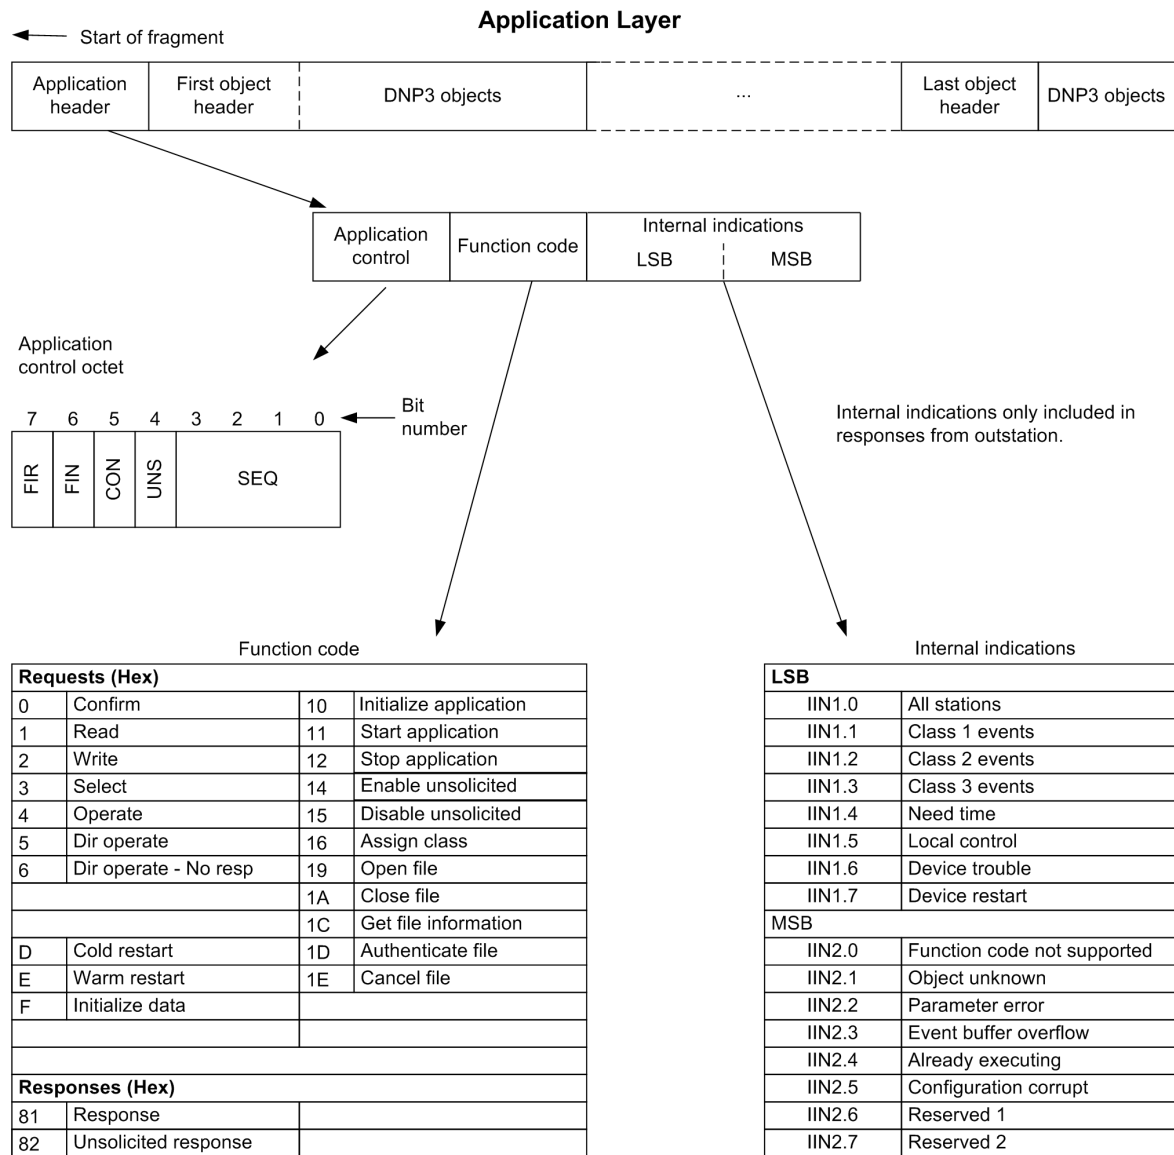 Application Layer
Start of fragment
Application
header
First object
header
DNP3 objects
...
Last object
header
DNP3 objects
Application
control
Function code
Internal indications
LSB
MSB
Application
control octet
7 6 5 4 3 2 1 0
Bit
number
FIR
FIN
CON
UNS
SEQ
Internal indications only included in
responses from outstation.
Function code
Requests (Hex)
0 Confirm 10 Initialize application
1 Read 11 Start application
2 Write 12 Stop application
3 Select 14 Enable unsolicited
4 Operate 15 Disable unsolicited
5 Dir operate 16 Assign class
6 Dir operate - No resp 19 Open file
1A Close file
1C Get file information
D Cold restart 1D Authenticate file
E Warm restart 1E Cancel file
F Initialize data
Responses (Hex)
81 Response
82 Unsolicited response
Internal indications
LSB
IIN1.0 All stations
IIN1.1 Class 1 events
IIN1.2 Class 2 events
IIN1.3 Class 3 events
IIN1.4 Need time
IIN1.5 Local control
IIN1.6 Device trouble
IIN1.7 Device restart
MSB
IIN2.0 Function code not supported
IIN2.1 Object unknown
IIN2.2 Parameter error
IIN2.3 Event buffer overflow
IIN2.4 Already executing
IIN2.5 Configuration corrupt
IIN2.6 Reserved 1
IIN2.7 Reserved 2